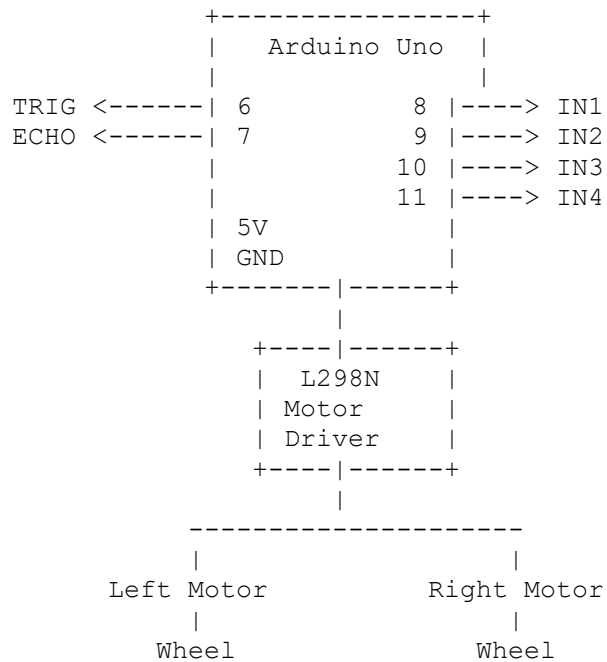 +-----------------+
|   Arduino Uno  |
|                |
TRIG <------| 6          8 |----> IN1
ECHO <------| 7          9 |----> IN2
|           10 |----> IN3
|           11 |----> IN4
| 5V            |
| GND           |
+-------|------+
|
+----|------+
|  L298N    |
| Motor     |
| Driver    |
+----|------+
|
---------------------
|                   |
Left Motor          Right Motor
|                   |
Wheel               Wheel